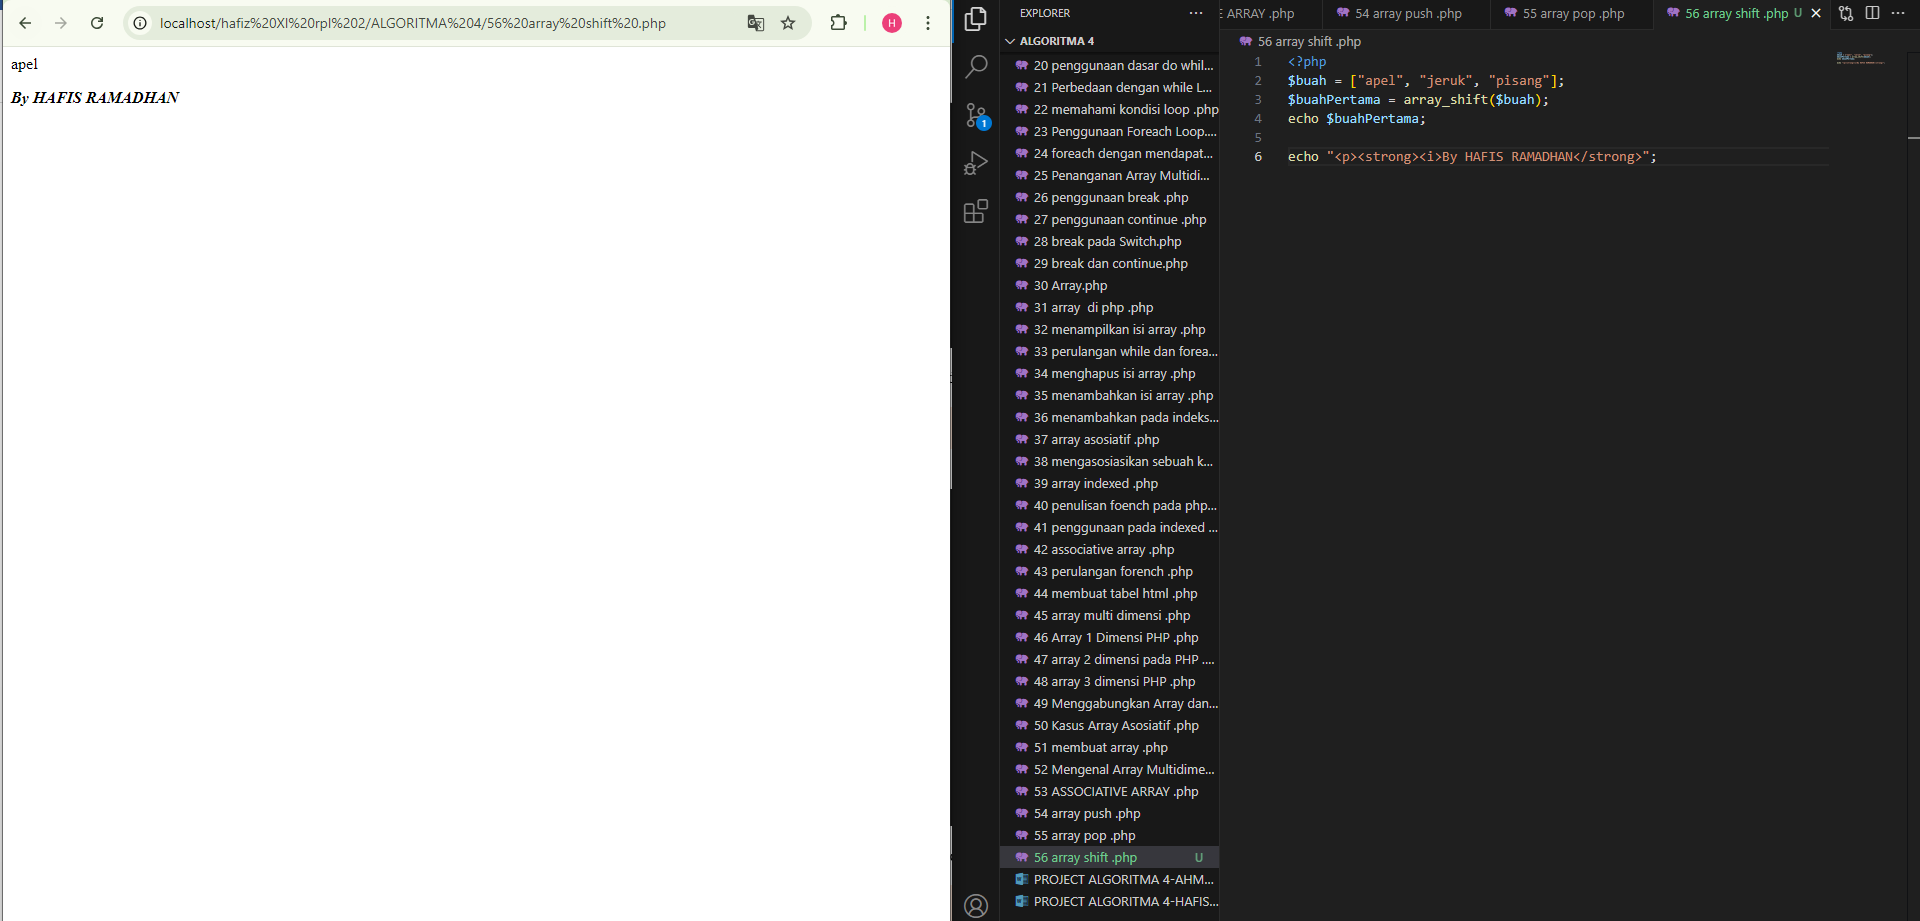 localhost/hafiz%20XI%20rpl%202/ALGORITMA%204/56%20array%20shift%20.php
H
apel
By HAFIS RAMADHAN
1
EXPLORER
ALGORITMA 4
20 penggunaan dasar do whil...
21 Perbedaan dengan while L...
22 memahami kondisi loop .php
23 Penggunaan Foreach Loop....
24 foreach dengan mendapat...
25 Penanganan Array Multidi...
26 penggunaan break .php
27 penggunaan continue .php
28 break pada Switch.php
29 break dan continue.php
30 Array.php
31 array  di php .php
32 menampilkan isi array .php
33 perulangan while dan forea...
34 menghapus isi array .php
35 menambahkan isi array .php
36 menambahkan pada indeks...
37 array asosiatif .php
38 mengasosiasikan sebuah k...
39 array indexed .php
40 penulisan foench pada php...
41 penggunaan pada indexed ...
42 associative array .php
43 perulangan forench .php
44 membuat tabel html .php
45 array multi dimensi .php
46 Array 1 Dimensi PHP .php
47 array 2 dimensi pada PHP ....
48 array 3 dimensi PHP .php
49 Menggabungkan Array dan...
50 Kasus Array Asosiatif .php
51 membuat array .php
52 Mengenal Array Multidime...
53 ASSOCIATIVE ARRAY .php
54 array push .php
55 array pop .php
56 array shift .php U
PROJECT ALGORITMA 4-AHM...
PROJECT ALGORITMA 4-HAFIS...
E ARRAY .php 54 array push .php 55 array pop .php 56 array shift .php U
56 array shift .php
1 <?php
2 $buah = ["apel", "jeruk", "pisang"];
3 $buahPertama = array_shift($buah);
4 echo $buahPertama;
5
6 echo "<p><strong><i>By HAFIS RAMADHAN</strong>";